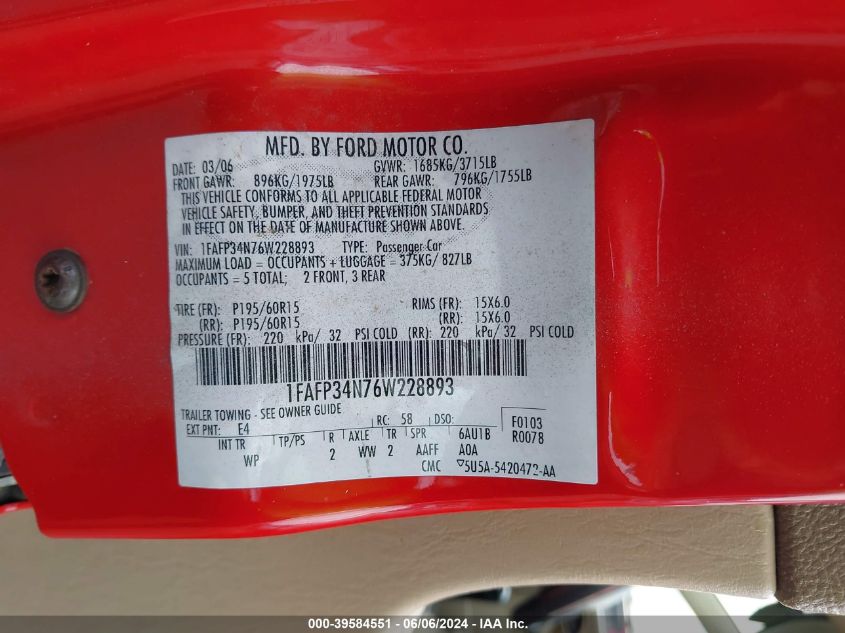 MFD. BY FORD MOTOR CO.
DATE: 03/06 GVWR: 1685KG/3715LB
FRONT GAWR: 896KG/1975LB REAR GAWR: 796KG/1755LB
THIS VEHICLE CONFORMS TO ALL APPLICABLE FEDERAL MOTOR
VEHICLE SAFETY, BUMPER, AND THEFT PREVENTION STANDARDS
IN EFFECT ON THE DATE OF MANUFACTURE SHOWN ABOVE.
VIN: 1FAFP34N76W228893 TYPE: Passenger Car
MAXIMUM LOAD = OCCUPANTS + LUGGAGE = 375KG/ 827LB
OCCUPANTS = 5 TOTAL; 2 FRONT, 3 REAR
TIRE (FR): P195/60R15 RIMS (FR): 15X6.0
(RR): P195/60R15 (RR): 15X6.0
PRESSURE (FR): 220 kPa/ 32 PSI COLD (RR): 220 kPa/ 32 PSI COLD
1FAFP34N76W228893
TRAILER TOWING - SEE OWNER GUIDE
EXT PNT: E4 RC: 58 DSO: F0103
INT TR TP/PS R AXLE TR SPR 6AU1B R0078
WP 2 WW 2 AAFF A0A
CMC ▽5U5A-5420472-AA
000-39584551 - 06/06/2024 - IAA Inc.